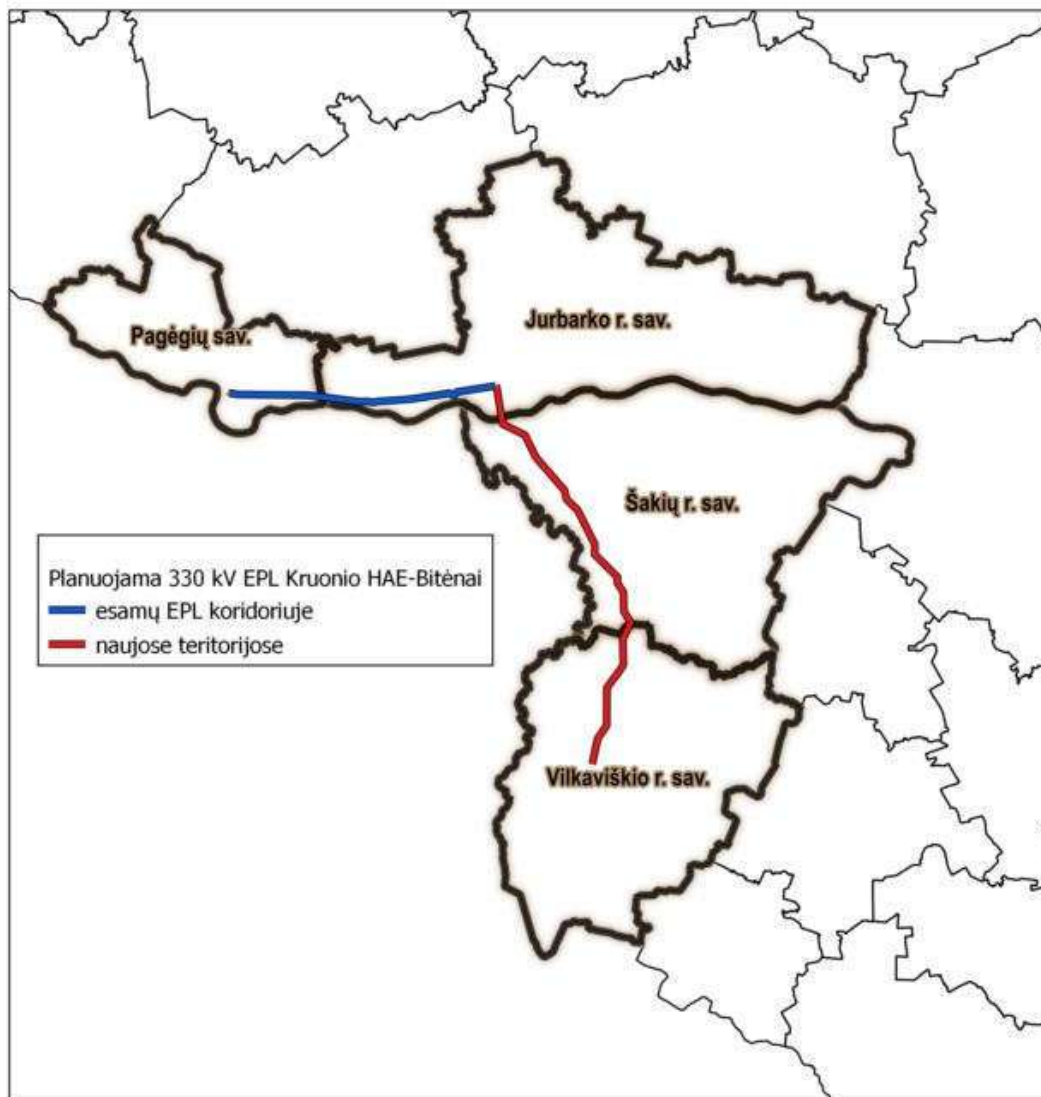 Pagėgių sav.
Jurbarko r. sav.
Šakių r. sav.
Planuojama 330 kV EPL Kruonio HAE-Bitėnai
esamų EPL koridoriuje
naujose teritorijose
Vilkaviškio r. sav.